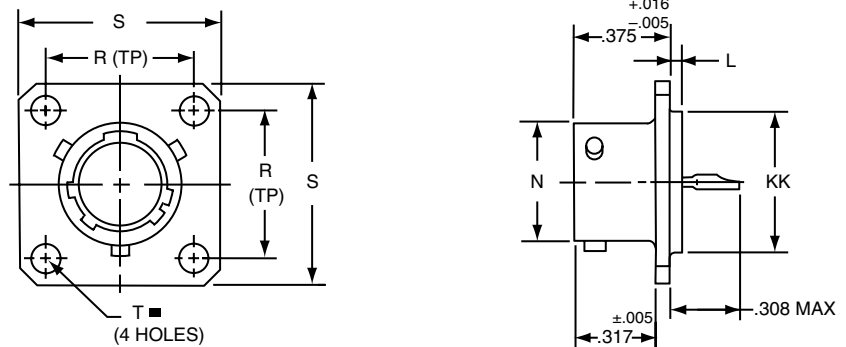 S
R (TP)
R
(TP)
S
T ■
(4 HOLES)
+.016
–.005
.375
L
N
KK
.308 MAX
±.005
.317